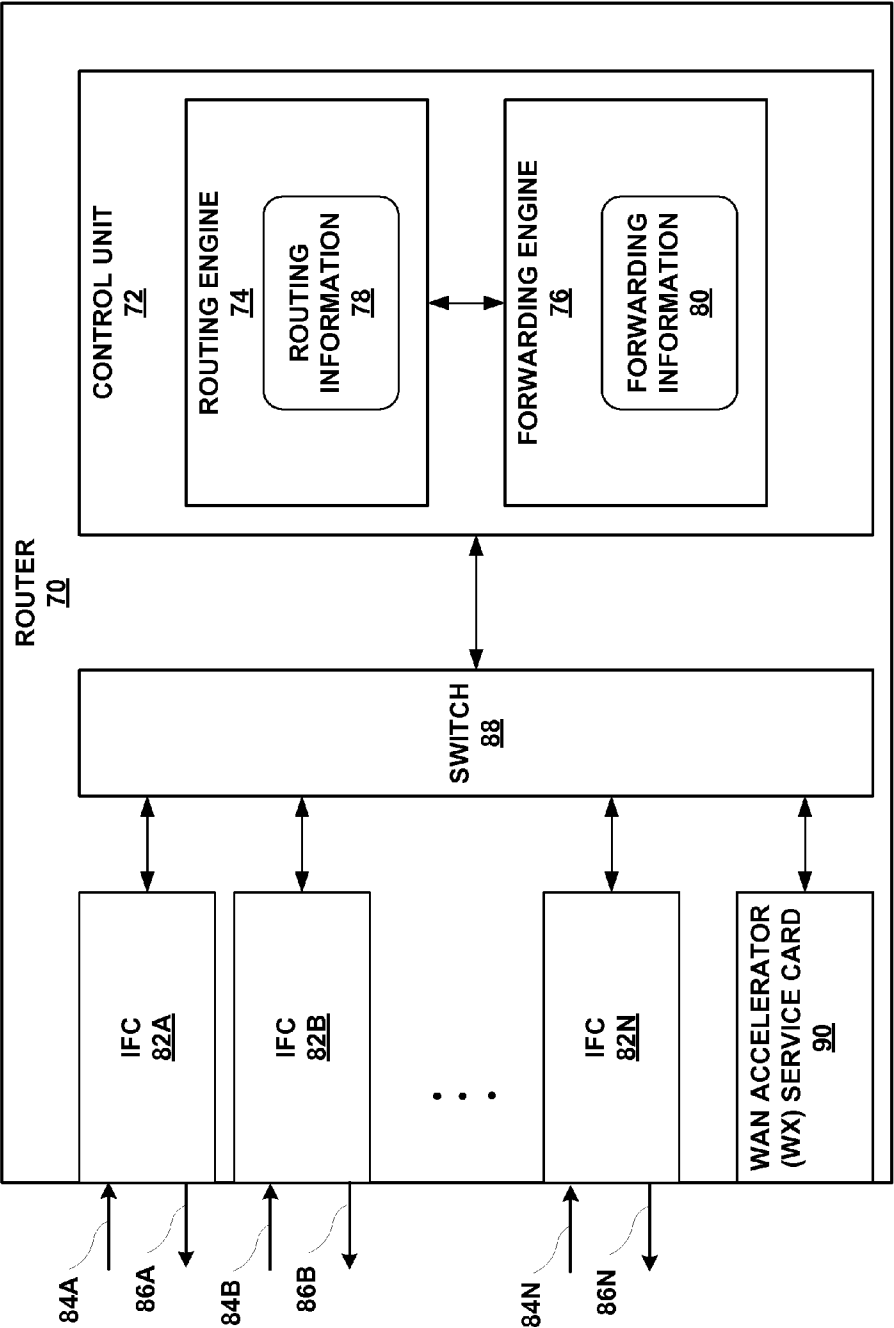 ROUTER
70
CONTROL UNIT
72
ROUTING ENGINE
74
ROUTING
INFORMATION
78
FORWARDING ENGINE
76
FORWARDING
INFORMATION
80
SWITCH
88
IFC
82A
IFC
82B
. . .
IFC
82N
WAN ACCELERATOR
(WX) SERVICE CARD
90
84A
86A
84B
86B
84N
86N